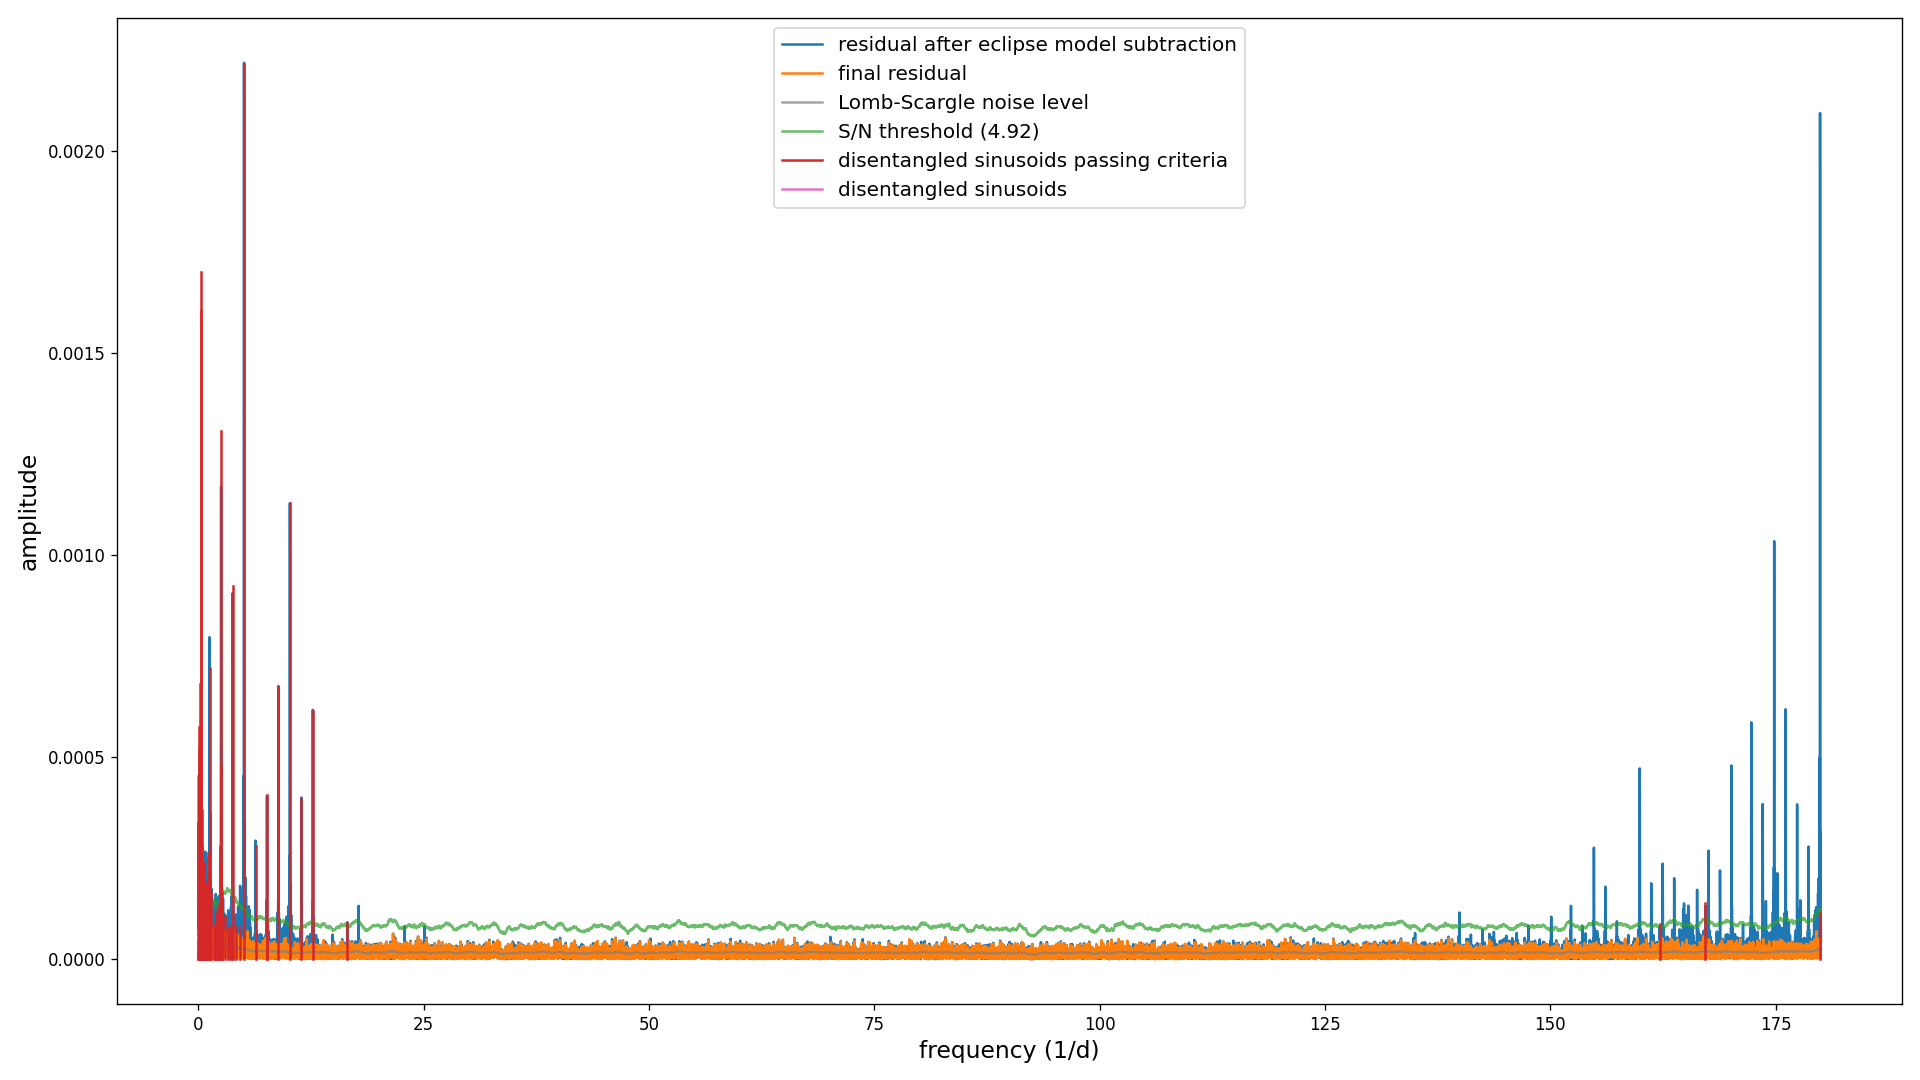 residual after eclipse model subtraction
final residual
Lomb-Scargle noise level
S/N threshold (4.92)
disentangled sinusoids passing criteria
disentangled sinusoids
amplitude
0.0020
0.0015
0.0010
0.0005
0.0000
0 25 50 75 100 125 150 175
frequency (1/d)